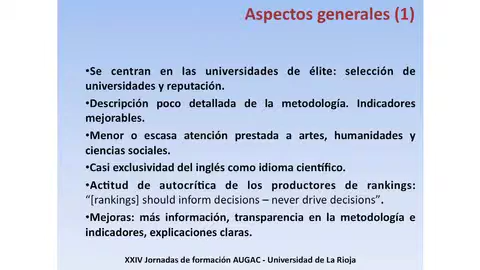 Aspectos generales (1)
•Se centran en las universidades de élite: selección de
universidades y reputación.
•Descripción poco detallada de la metodología. Indicadores
mejorables.
•Menor o escasa atención prestada a artes, humanidades y
ciencias sociales.
•Casi exclusividad del inglés como idioma científico.
•Actitud de autocrítica de los productores de rankings:
“[rankings] should inform decisions – never drive decisions”.
•Mejoras: más información, transparencia en la metodología e
indicadores, explicaciones claras.
XXIV Jornadas de formación AUGAC - Universidad de La Rioja